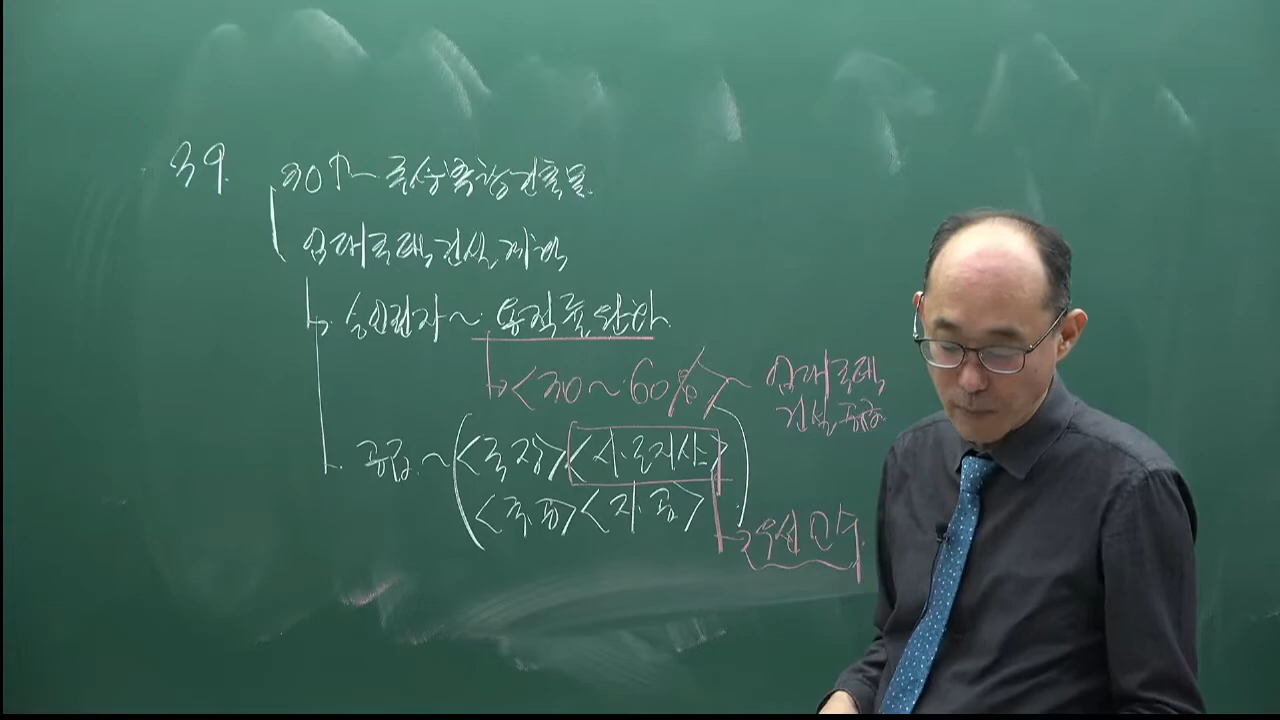 39. 30↑~ 주상복합건축물
임대주택건설계획
↳ 승인권자 ~ 용적률 완화
↳ <30~60%> ~ 임대주택
건설, 공급
↳ 공급 ~ (<국장> <시·도지사>
<주·공> <지·공>)
↳ 우선 인수